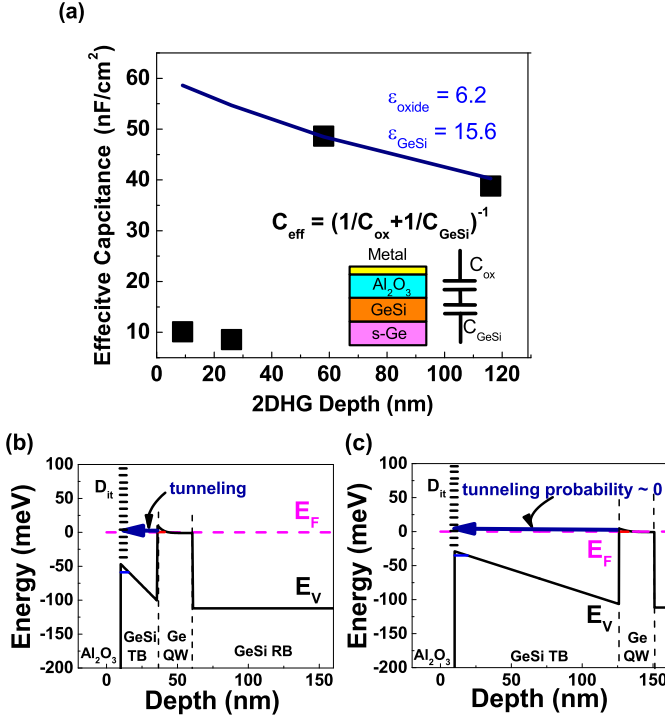 (a)
Effecitve Capcitance (nF/cm²)
60
50
40
30
20
10
0 20 40 60 80 100 120
2DHG Depth (nm)
ε_oxide = 6.2
ε_GeSi = 15.6
C_eff = (1/C_ox+1/C_GeSi)^-1
Metal
Al₂O₃
GeSi
s-Ge
C_ox
C_GeSi
(b)
Energy (meV)
100
50
0
-50
-100
-150
-200
D_it
tunneling
E_F
E_V
Al₂O₃
GeSi
TB
Ge
QW
GeSi RB
0 50 100 150
Depth (nm)
(c)
Energy (meV)
100
50
0
-50
-100
-150
-200
D_it
tunneling probability ~ 0
E_F
E_V
Al₂O₃
GeSi TB
Ge
QW
0 50 100 150
Depth (nm)